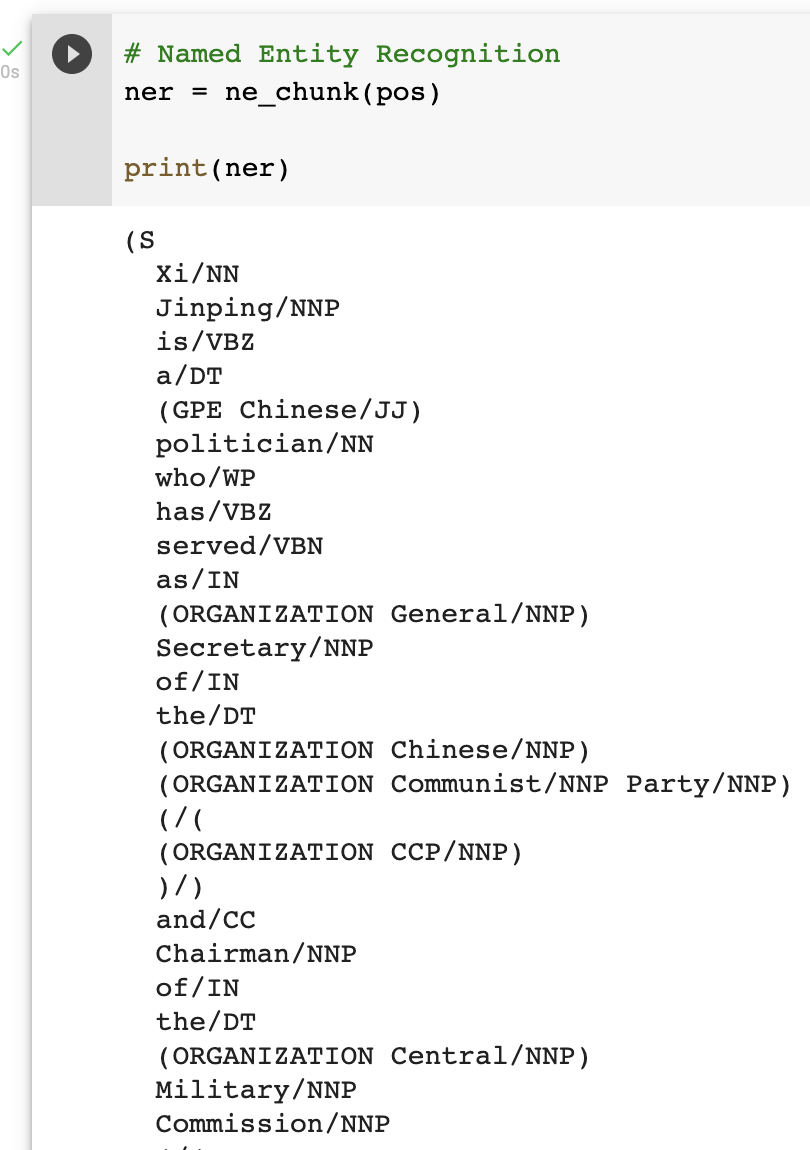 0s
# Named Entity Recognition
ner = ne_chunk(pos)
print(ner)
(S
Xi/NN
Jinping/NNP
is/VBZ
a/DT
(GPE Chinese/JJ)
politician/NN
who/WP
has/VBZ
served/VBN
as/IN
(ORGANIZATION General/NNP)
Secretary/NNP
of/IN
the/DT
(ORGANIZATION Chinese/NNP)
(ORGANIZATION Communist/NNP Party/NNP)
(/(
(ORGANIZATION CCP/NNP)
)/)
and/CC
Chairman/NNP
of/IN
the/DT
(ORGANIZATION Central/NNP)
Military/NNP
Commission/NNP